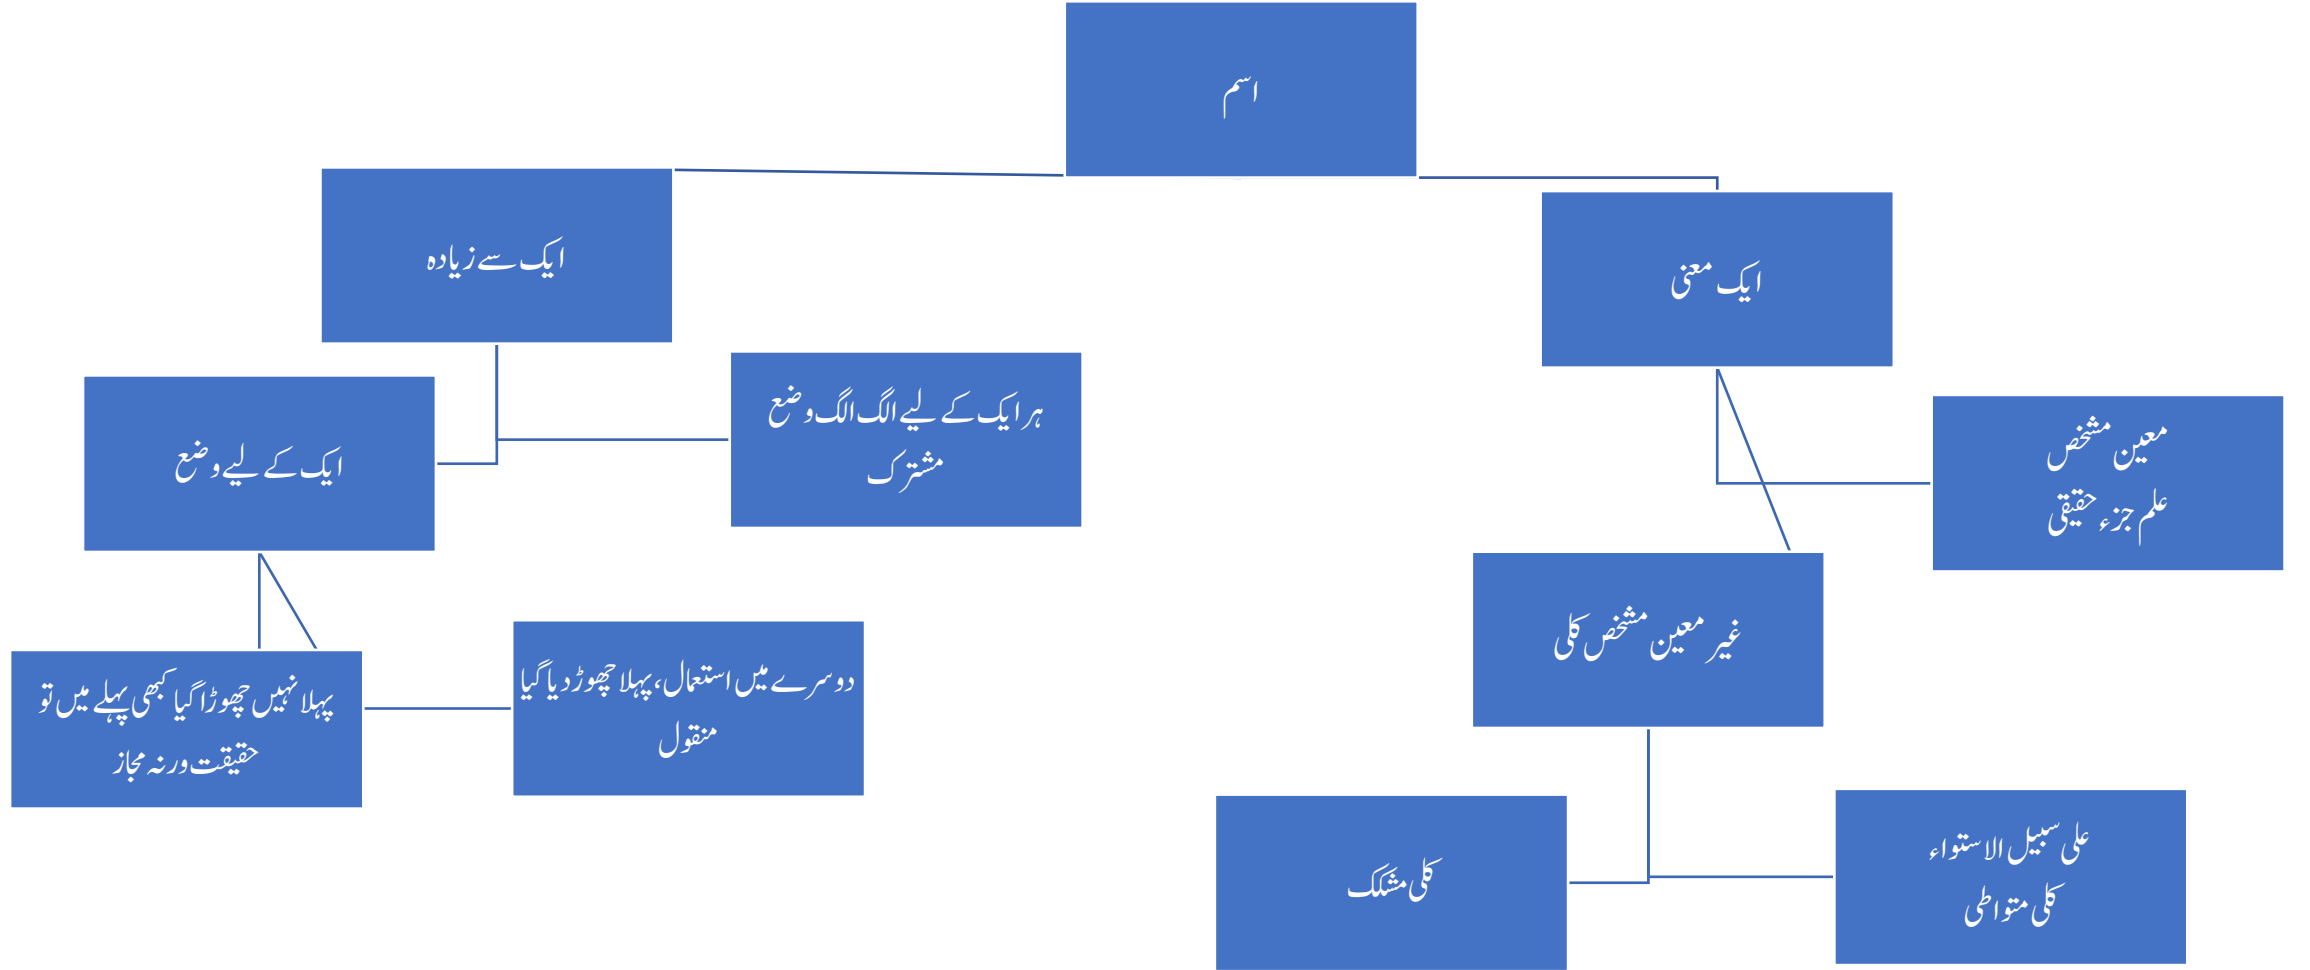 اسم
ایک معنی
ایک سے زیادہ
معین مشخص
علم جزء حقیقی
غیر معین مشخص کلی
علی سبیل الاستواء
کلی متواطی
کلی مشکک
ہر ایک کے لیے الگ الگ وضع
مشترک
ایک کے لیے وضع
دوسرے میں استعمال، پہلا چھوڑ دیا گیا
منقول
پہلا نہیں چھوڑا گیا کبھی پہلے میں تو
حقیقت ورنہ مجاز